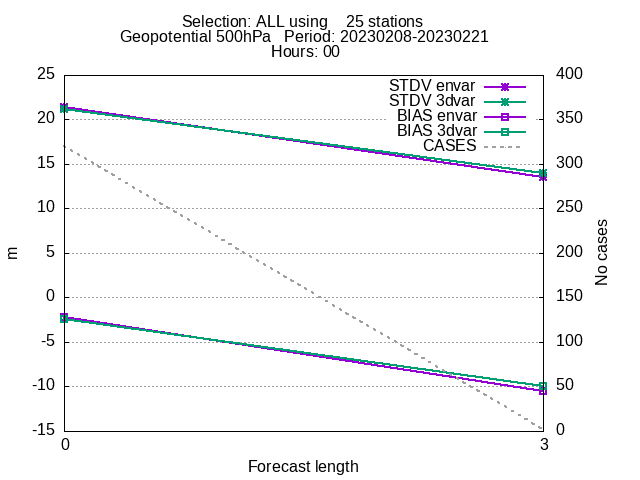 Selection: ALL using    25 stations
Geopotential 500hPa   Period: 20230208-20230221
Hours: 00
25
20
15
10
5
0
-5
-10
-15
m
400
350
300
250
200
150
100
50
0
No cases
STDV envar
STDV 3dvar
BIAS envar
BIAS 3dvar
CASES
0
3
Forecast length